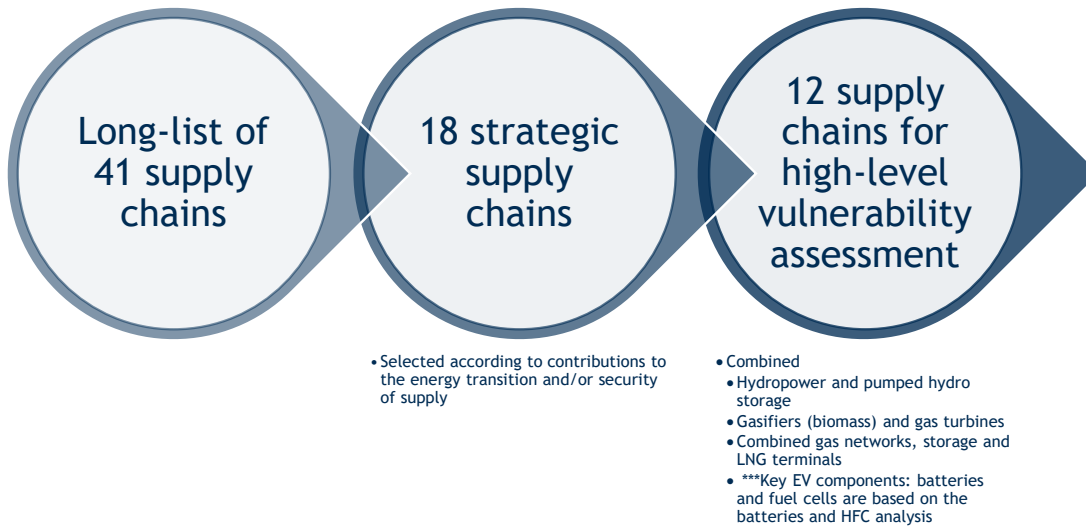 Long-list of
41 supply
chains
18 strategic
supply
chains
12 supply
chains for
high-level
vulnerability
assessment
• Selected according to contributions to
the energy transition and/or security
of supply
• Combined
• Hydropower and pumped hydro
storage
• Gasifiers (biomass) and gas turbines
• Combined gas networks, storage and
LNG terminals
• ***Key EV components: batteries
and fuel cells are based on the
batteries and HFC analysis